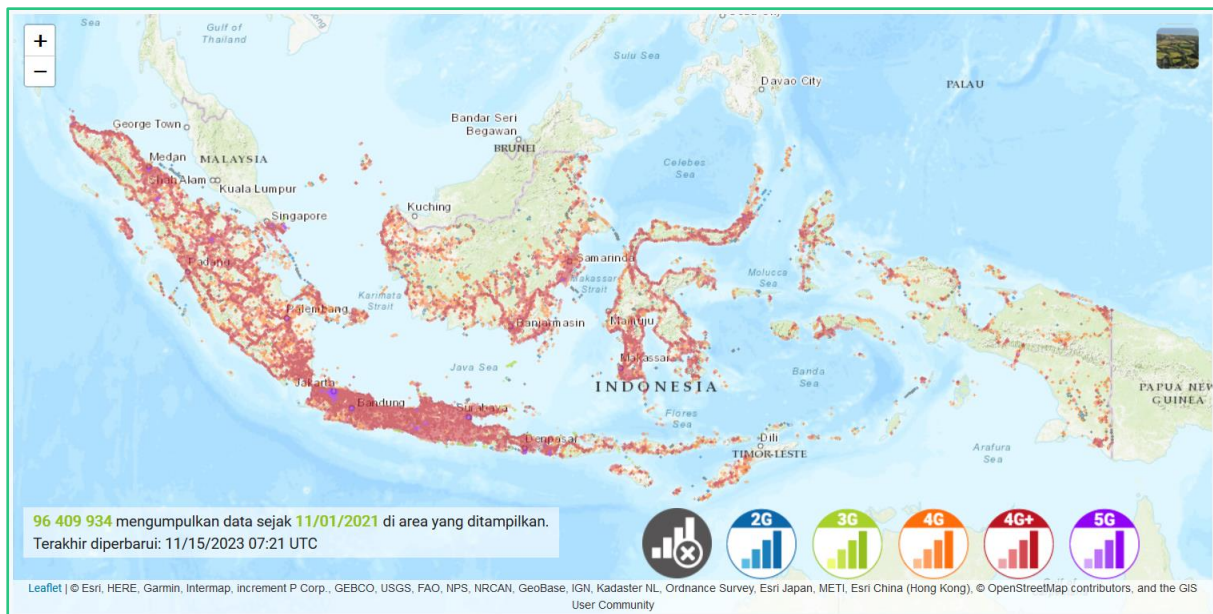 +
−
Sea
Gulf of
Thailand
Sulu Sea
Davao City
PALAU
George Town
Bandar Seri
Begawan
BRUNEI
Medan
MALAYSIA
Shah Alam
Kuala Lumpur
Celebes
Sea
Singapore
Kuching
Padang
Samarinda
Makassar
Strait
Molucca
Sea
Karimata
Strait
Palembang
Banjarmasin
Mamuju
Makassar
Java Sea
Banda
Sea
INDONESIA
Jakarta
Bandung
Surabaya
Denpasar
Flores
Sea
Dili
TIMOR-LESTE
PAPUA NEW
GUINEA
Arafura
Sea
96 409 934 mengumpulkan data sejak 11/01/2021 di area yang ditampilkan.
Terakhir diperbarui: 11/15/2023 07:21 UTC
2G
3G
4G
4G+
5G
Leaflet | © Esri, HERE, Garmin, Intermap, increment P Corp., GEBCO, USGS, FAO, NPS, NRCAN, GeoBase, IGN, Kadaster NL, Ordnance Survey, Esri Japan, METI, Esri China (Hong Kong), © OpenStreetMap contributors, and the GIS
User Community